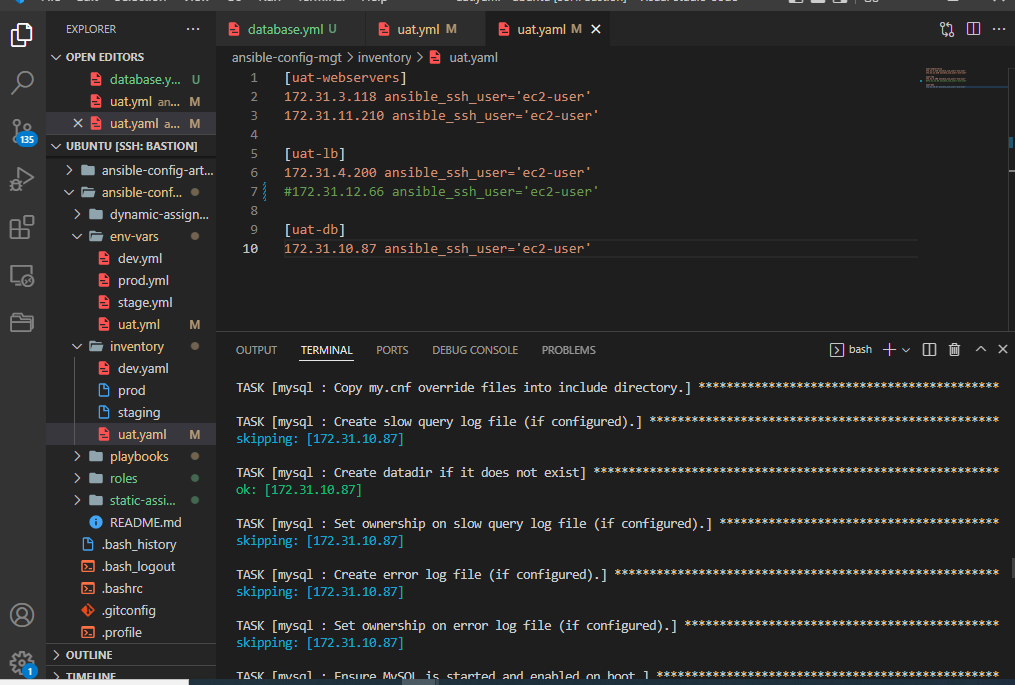 EXPLORER
OPEN EDITORS
database.y... U
uat.yml an... M
uat.yaml a... M
UBUNTU [SSH: BASTION]
ansible-config-art...
ansible-conf...
dynamic-assign...
env-vars
dev.yml
prod.yml
stage.yml
uat.yml M
inventory
dev.yaml
prod
staging
uat.yaml M
playbooks
roles
static-assi...
README.md
.bash_history
.bash_logout
.bashrc
.gitconfig
.profile
OUTLINE
TIMELINE
135
1
database.yml U
uat.yml M
uat.yaml M
ansible-config-mgt > inventory > uat.yaml
1 [uat-webservers]
2 172.31.3.118 ansible_ssh_user='ec2-user'
3 172.31.11.210 ansible_ssh_user='ec2-user'
4
5 [uat-lb]
6 172.31.4.200 ansible_ssh_user='ec2-user'
7 #172.31.12.66 ansible_ssh_user='ec2-user'
8
9 [uat-db]
10 172.31.10.87 ansible_ssh_user='ec2-user'
OUTPUT TERMINAL PORTS DEBUG CONSOLE PROBLEMS bash
TASK [mysql : Copy my.cnf override files into include directory.] *******************************************
TASK [mysql : Create slow query log file (if configured).] **************************************************
skipping: [172.31.10.87]
TASK [mysql : Create datadir if it does not exist] **********************************************************
ok: [172.31.10.87]
TASK [mysql : Set ownership on slow query log file (if configured).] ****************************************
skipping: [172.31.10.87]
TASK [mysql : Create error log file (if configured).] *******************************************************
skipping: [172.31.10.87]
TASK [mysql : Set ownership on error log file (if configured).] *********************************************
skipping: [172.31.10.87]
TASK [mysql : Ensure MySQL is started and enabled on boot.] *************************************************